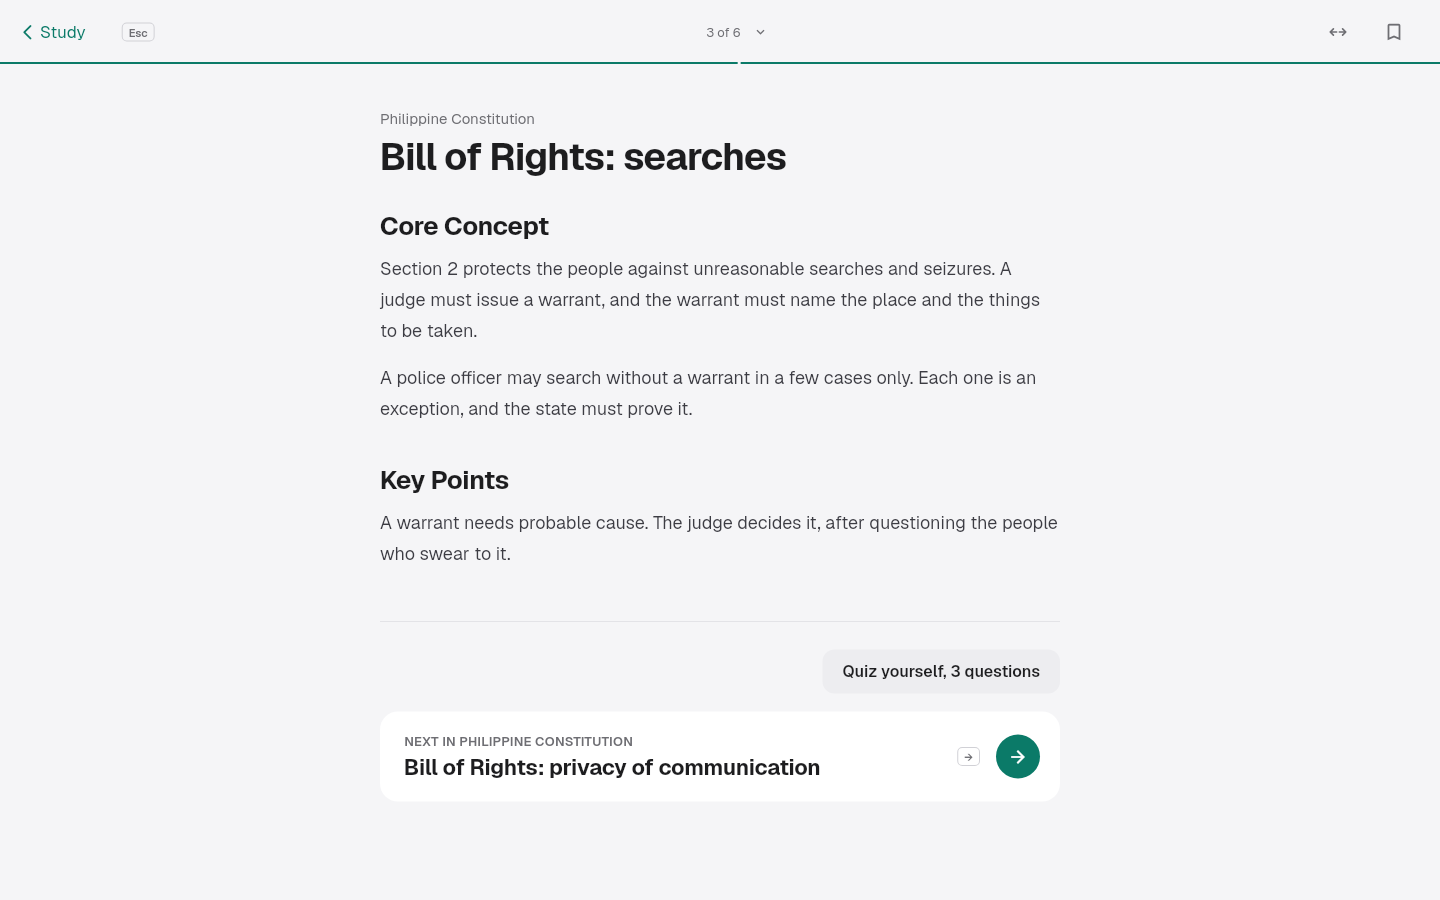 Study
Esc
3 of 6
Philippine Constitution
Bill of Rights: searches
Core Concept
Section 2 protects the people against unreasonable searches and seizures. A
judge must issue a warrant, and the warrant must name the place and the things
to be taken.
A police officer may search without a warrant in a few cases only. Each one is an
exception, and the state must prove it.
Key Points
A warrant needs probable cause. The judge decides it, after questioning the people
who swear to it.
Quiz yourself, 3 questions
NEXT IN PHILIPPINE CONSTITUTION
Bill of Rights: privacy of communication